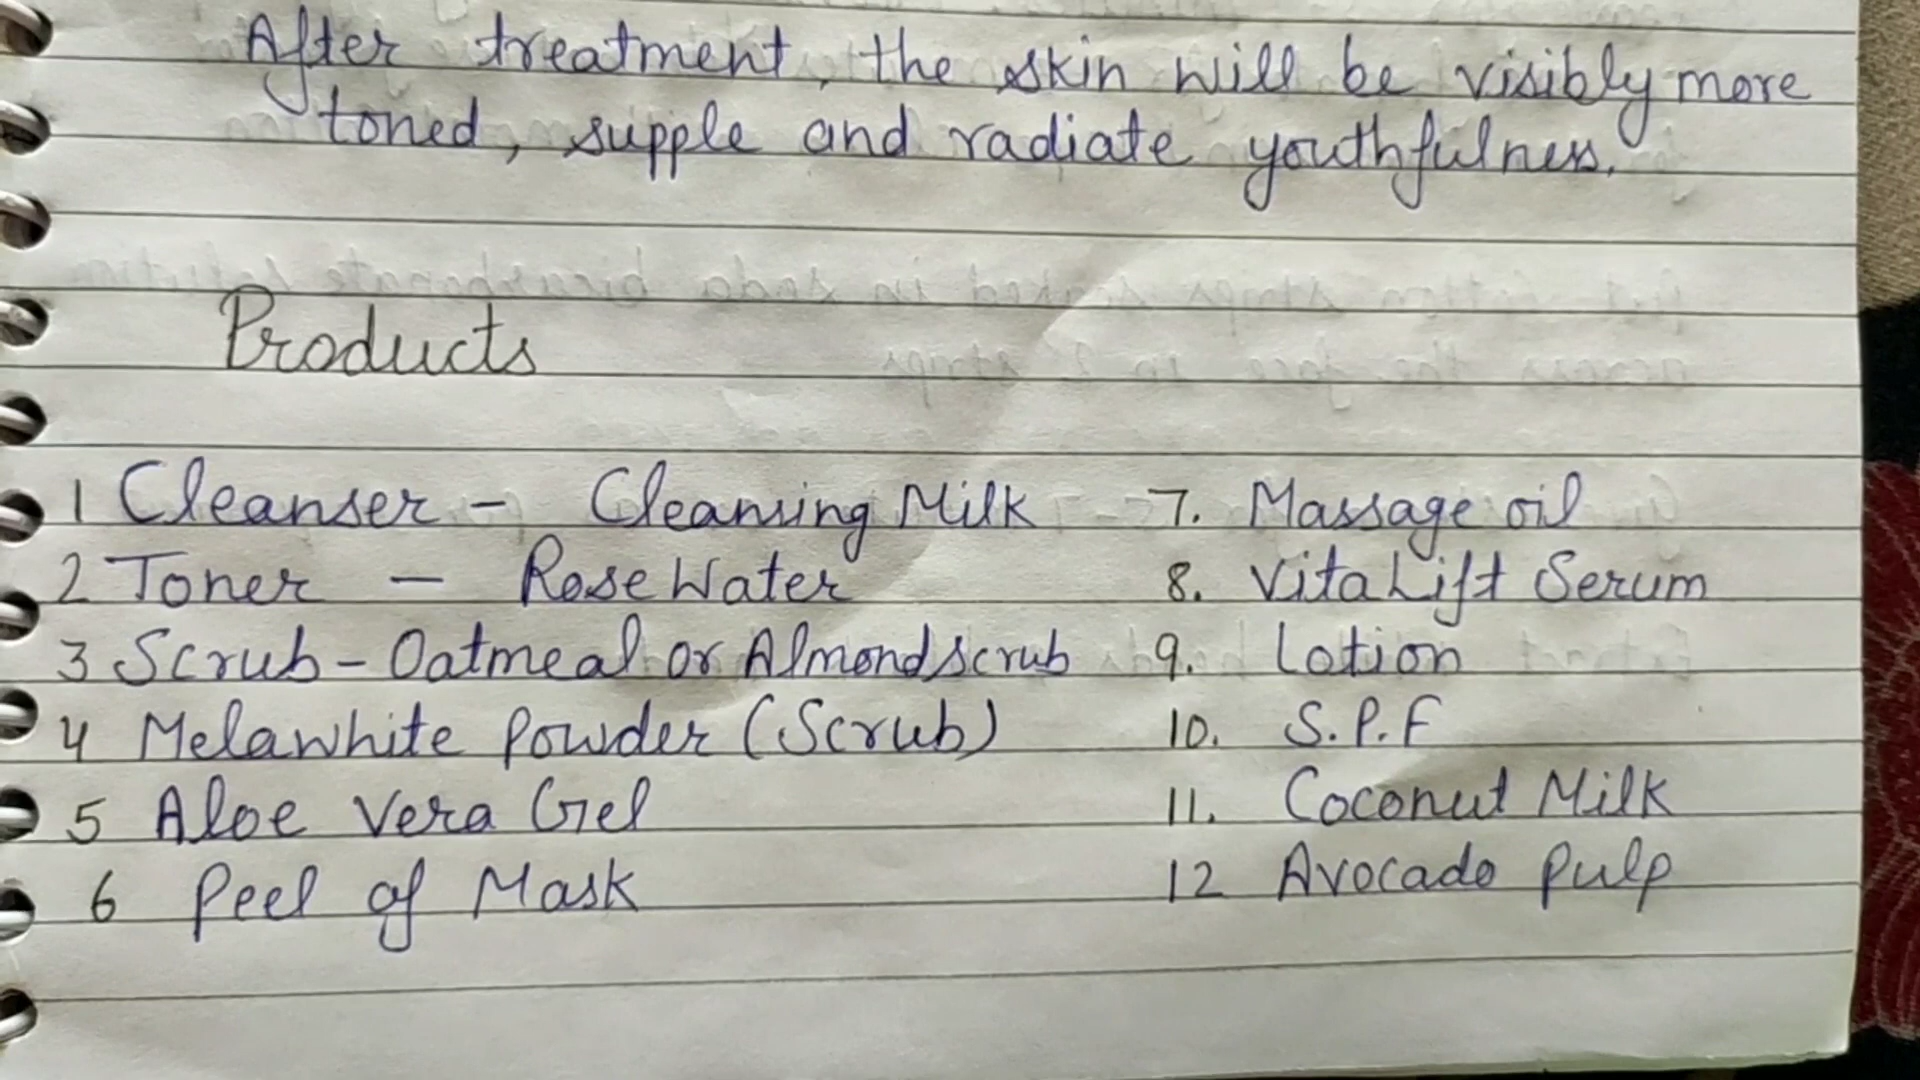 After treatment, the skin will be visibly more
toned, supple and radiate youthfulness.
Products
1 Cleanser - Cleansing Milk
2 Toner - Rose Water
3 Scrub - Oatmeal or Almond scrub
4 Melawhite Powder (Scrub)
5 Aloe Vera Gel
6 Peel of Mask
7. Massage oil
8. Vita Lift Serum
9. Lotion
10. S.P.F
11. Coconut Milk
12 Avocado Pulp